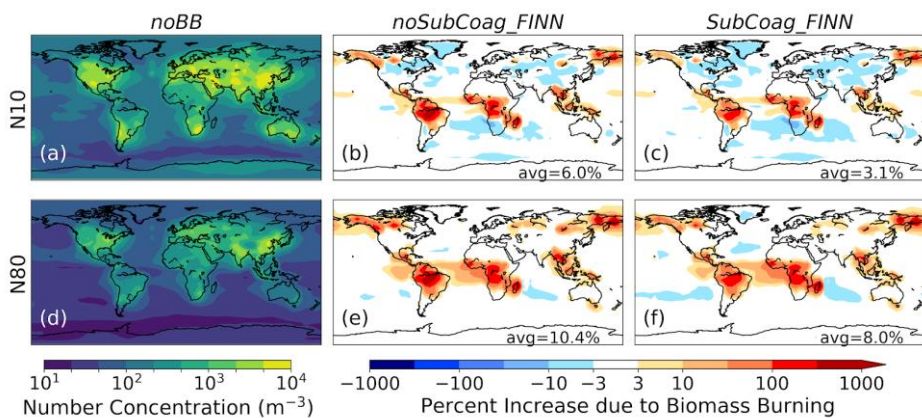 noBB noSubCoag_FINN SubCoag_FINN
N10
(a) (b) (c)
avg=6.0% avg=3.1%
N80
(d) (e) (f)
avg=10.4% avg=8.0%
10¹ 10² 10³ 10⁴ −1000 −100 −10 −3 3 10 100 1000
Number Concentration (m⁻³) Percent Increase due to Biomass Burning